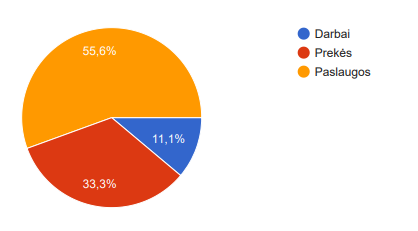 55,6%
11,1%
33,3%
Darbai
Prekės
Paslaugos